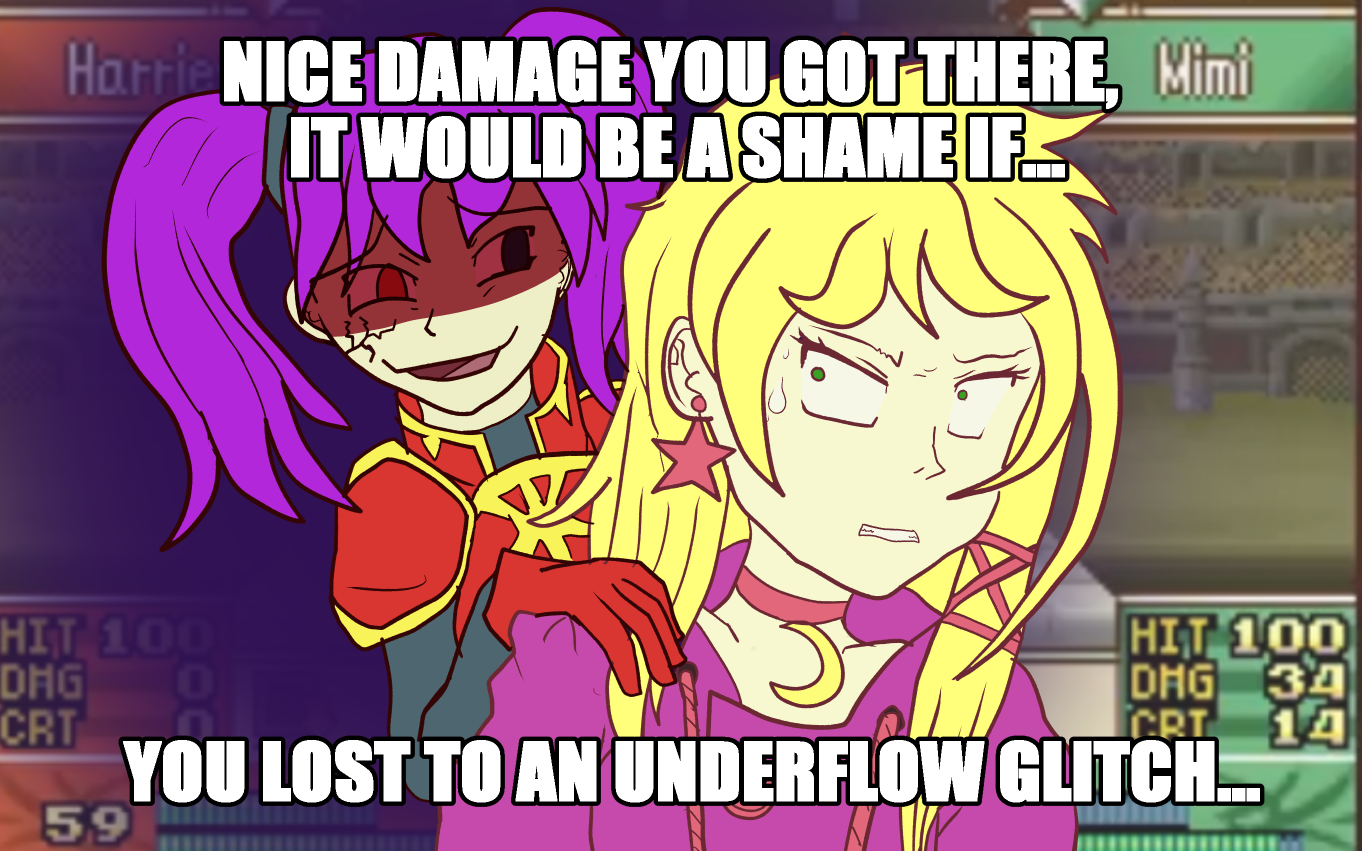 Harrie
Mimi
NICE DAMAGE YOU GOT THERE,
IT WOULD BE A SHAME IF...
HIT 100
DMG 0
CRT 0
HIT 100
DMG 34
CRT 14
YOU LOST TO AN UNDERFLOW GLITCH...
59